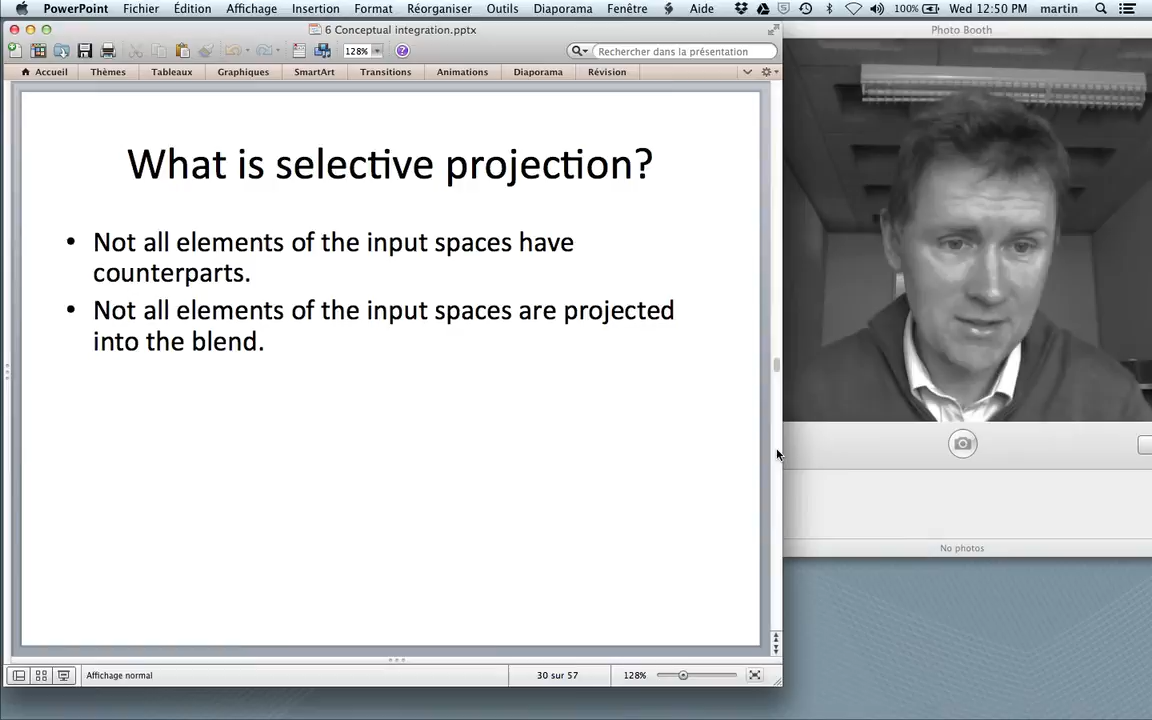 PowerPoint Fichier Édition Affichage Insertion Format Réorganiser Outils Diaporama Fenêtre Aide 100% Wed 12:50 PM martin
6 Conceptual integration.pptx
Photo Booth
128% Rechercher dans la présentation
Accueil Thèmes Tableaux Graphiques SmartArt Transitions Animations Diaporama Révision
What is selective projection?
• Not all elements of the input spaces have
counterparts.
• Not all elements of the input spaces are projected
into the blend.
No photos
Affichage normal 30 sur 57 128%